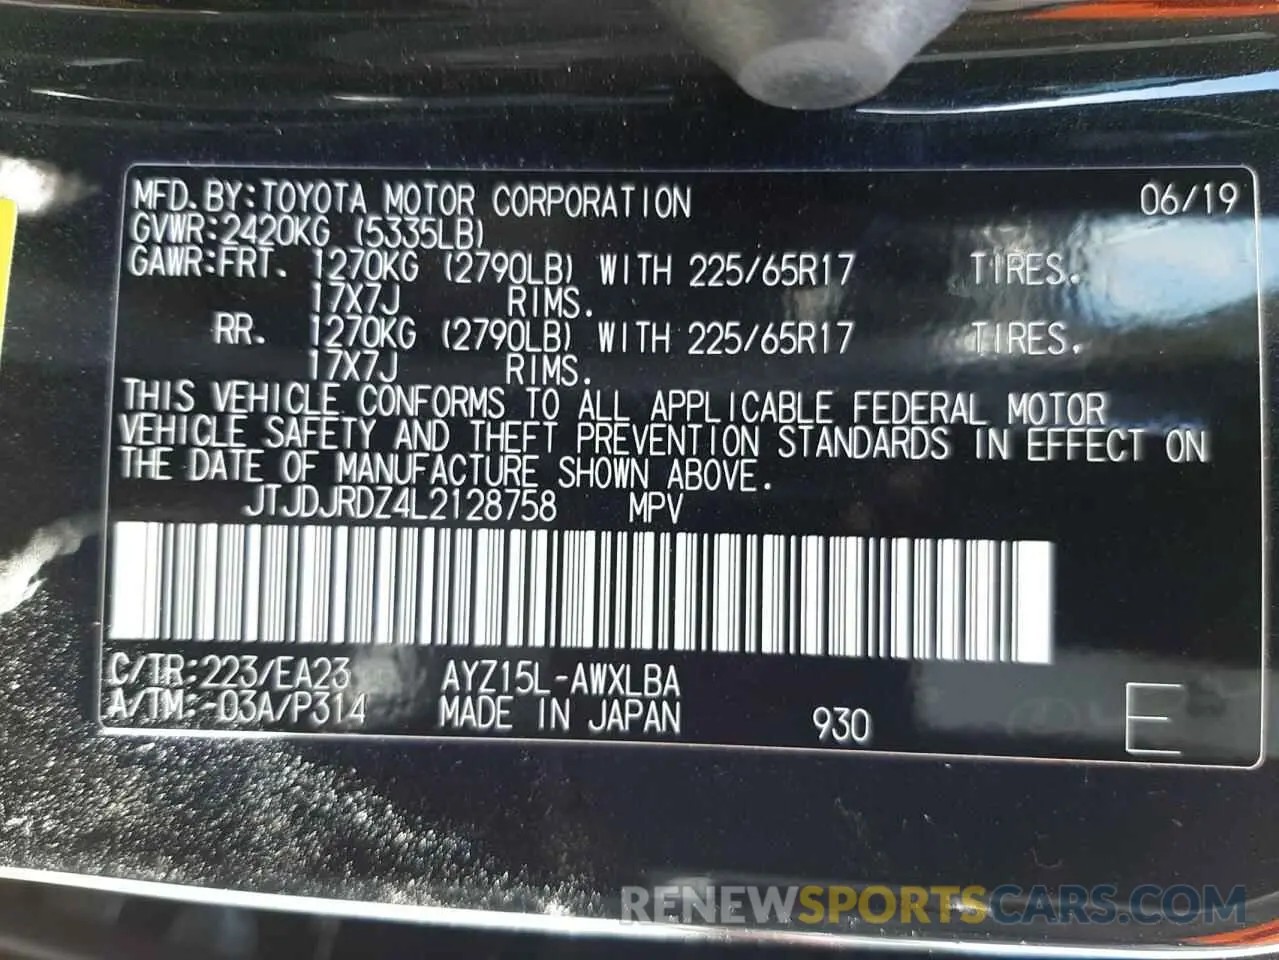 MFD.BY:TOYOTA MOTOR CORPORATION 06/19
GVWR:2420KG (5335LB)
GAWR:FRT. 1270KG (2790LB) WITH 225/65R17 TIRES.
17X7J RIMS.
RR. 1270KG (2790LB) WITH 225/65R17 TIRES.
17X7J RIMS.
THIS VEHICLE CONFORMS TO ALL APPLICABLE FEDERAL MOTOR
VEHICLE SAFETY AND THEFT PREVENTION STANDARDS IN EFFECT ON
THE DATE OF MANUFACTURE SHOWN ABOVE.
JTJDJRDZ4L2128758 MPV
C/TR:223/EA23 AYZ15L-AWXLBA
A/TM:-03A/P314 MADE IN JAPAN 930 E
RENEWSPORTSCARS.COM